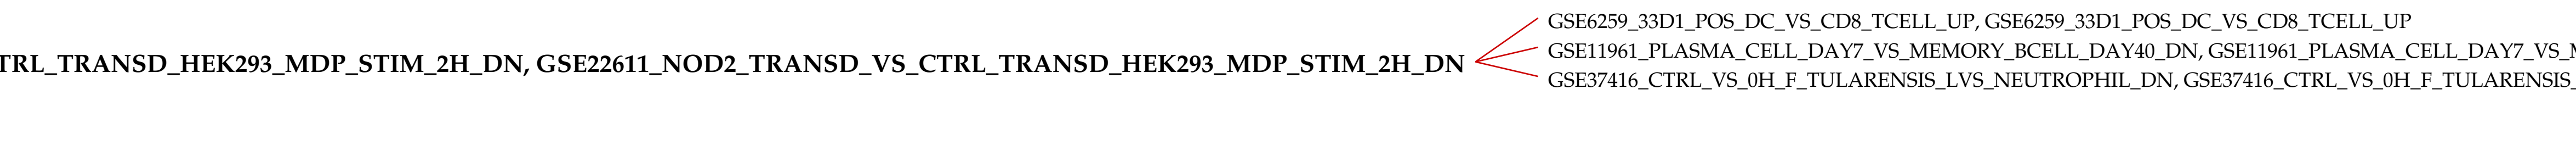 TRL_TRANSD_HEK293_MDP_STIM_2H_DN, GSE22611_NOD2_TRANSD_VS_CTRL_TRANSD_HEK293_MDP_STIM_2H_DN
GSE6259_33D1_POS_DC_VS_CD8_TCELL_UP, GSE6259_33D1_POS_DC_VS_CD8_TCELL_UP
GSE11961_PLASMA_CELL_DAY7_VS_MEMORY_BCELL_DAY40_DN, GSE11961_PLASMA_CELL_DAY7_VS_M
GSE37416_CTRL_VS_0H_F_TULARENSIS_LVS_NEUTROPHIL_DN, GSE37416_CTRL_VS_0H_F_TULARENSIS_